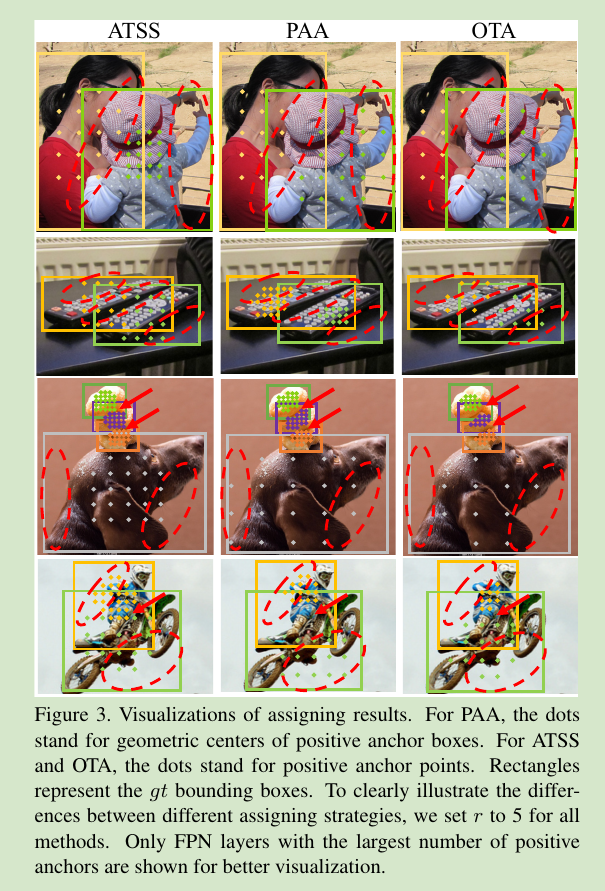 ATSS PAA OTA
Figure 3. Visualizations of assigning results. For PAA, the dots
stand for geometric centers of positive anchor boxes. For ATSS
and OTA, the dots stand for positive anchor points. Rectangles
represent the gt bounding boxes. To clearly illustrate the differ-
ences between different assigning strategies, we set r to 5 for all
methods. Only FPN layers with the largest number of positive
anchors are shown for better visualization.